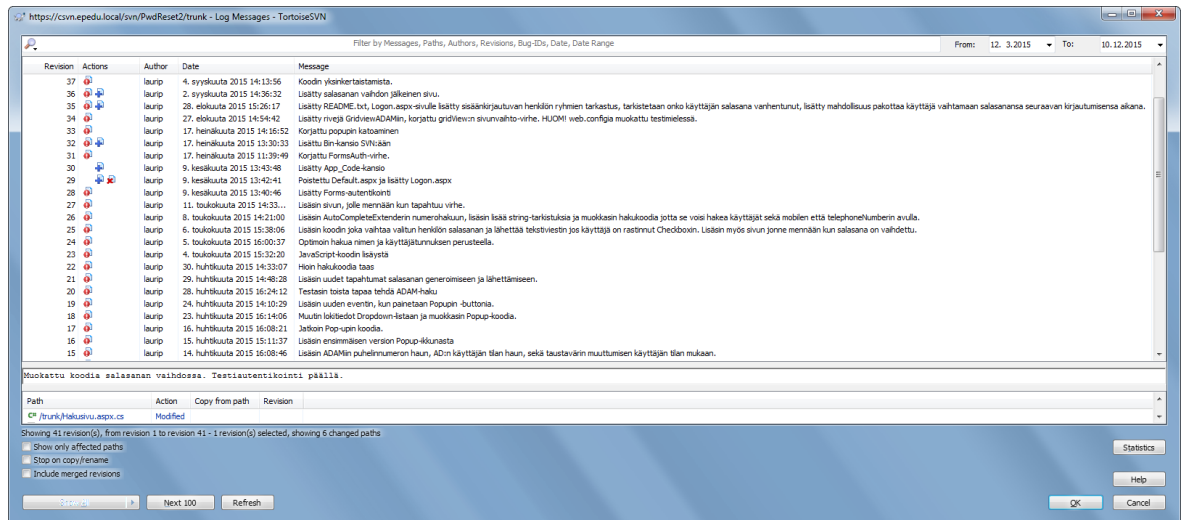 https://csvn.epedu.local/svn/PwdReset2/trunk - Log Messages - TortoiseSVN
Filter by Messages, Paths, Authors, Revisions, Bug-IDs, Date, Date Range From: 12. 3.2015 To: 10.12.2015
Revision Actions Author Date Message
37 laurip 4. syyskuuta 2015 14:13:56 Koodin yksinkertaistamista.
36 laurip 2. syyskuuta 2015 14:36:32 Lisätty salasanan vaihdon jälkeinen sivu.
35 laurip 28. elokuuta 2015 15:26:17 Lisätty README.txt, Logon.aspx-sivulle lisätty sisäänkirjautuvan henkilön ryhmien tarkastus, tarkistetaan onko käyttäjän salasana vanhentunut, lisätty mahdollisuus pakottaa käyttäjä vaihtamaan salasanansa seuraavan kirjautumisensa aikana.
34 laurip 27. elokuuta 2015 14:54:42 Lisätty rivejä GridviewADAMiin, korjattu gridView:n sivunvaihto-virhe. HUOM! web.configia muokattu testimielessä.
33 laurip 17. heinäkuuta 2015 14:16:52 Korjattu popupin katoaminen
32 laurip 17. heinäkuuta 2015 13:30:33 Lisättu Bin-kansio SVN:ään
31 laurip 17. heinäkuuta 2015 11:39:49 Korjattu FormsAuth-virhe.
30 laurip 9. kesäkuuta 2015 13:43:48 Lisätty App_Code-kansio
29 laurip 9. kesäkuuta 2015 13:42:41 Poistettu Default.aspx ja lisätty Logon.aspx
28 laurip 9. kesäkuuta 2015 13:40:46 Lisätty Forms-autentikointi
27 laurip 11. toukokuuta 2015 14:33... Lisäsin sivun, jolle mennään kun tapahtuu virhe.
26 laurip 8. toukokuuta 2015 14:21:00 Lisäsin AutoCompleteExtenderin numerohakuun, lisäsin lisää string-tarkistuksia ja muokkasin hakukoodia jotta se voisi hakea käyttäjät sekä mobilen että telephoneNumberin avulla.
25 laurip 6. toukokuuta 2015 15:38:06 Lisäsin koodin joka vaihtaa valitun henkilön salasanan ja lähettää tekstiviestin jos käyttäjä on rastinnut Checkboxin. Lisäsin myös sivun jonne mennään kun salasana on vaihdettu.
24 laurip 5. toukokuuta 2015 16:00:37 Optimoin hakua nimen ja käyttäjätunnuksen perusteella.
23 laurip 4. toukokuuta 2015 15:32:20 JavaScript-koodin lisäystä
22 laurip 30. huhtikuuta 2015 14:33:07 Hioin hakukoodia taas
21 laurip 29. huhtikuuta 2015 14:48:28 Lisäsin uudet tapahtumat salasanan generoimiseen ja lähettämiseen.
20 laurip 28. huhtikuuta 2015 16:24:12 Testasin toista tapaa tehdä ADAM-haku
19 laurip 24. huhtikuuta 2015 14:10:29 Lisäsin uuden eventin, kun painetaan Popupin -buttonia.
18 laurip 23. huhtikuuta 2015 16:14:06 Muutin lokitiedot Dropdown-listaan ja muokkasin Popup-koodia.
17 laurip 16. huhtikuuta 2015 16:08:21 Jatkoin Pop-upin koodia.
16 laurip 15. huhtikuuta 2015 15:11:37 Lisäsin ensimmäisen version Popup-ikkunasta
15 laurip 14. huhtikuuta 2015 16:08:46 Lisäsin ADAMiin puhelinnumeron haun, AD:n käyttäjän tilan haun, sekä taustavärin muuttumisen käyttäjän tilan mukaan.
Muokattu koodia salasanan vaihdossa. Testiautentikointi päällä.
Path Action Copy from path Revision
/trunk/Hakusivu.aspx.cs Modified
Showing 41 revision(s), from revision 1 to revision 41 - 1 revision(s) selected, showing 6 changed paths
Show only affected paths Statistics
Stop on copy/rename
Include merged revisions
Help
Next 100 Refresh OK Cancel